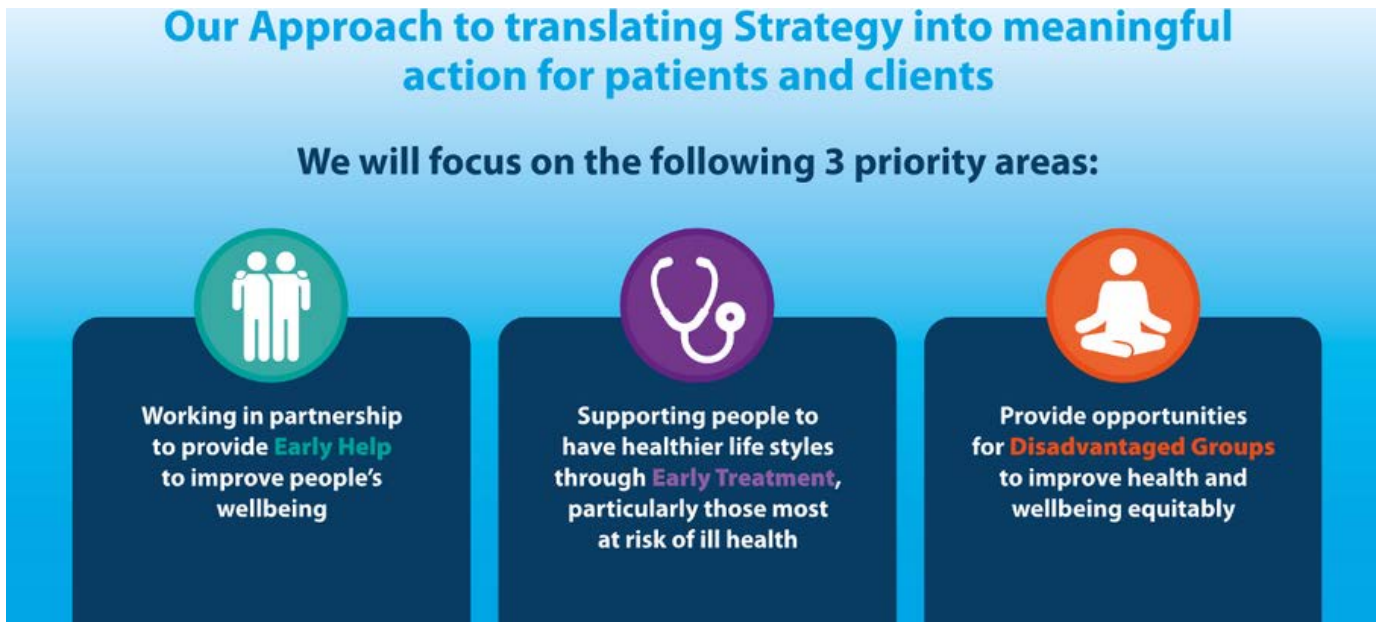 Our Approach to translating Strategy into meaningful
action for patients and clients
We will focus on the following 3 priority areas:
Working in partnership
to provide Early Help
to improve people's
wellbeing
Supporting people to
have healthier life styles
through Early Treatment,
particularly those most
at risk of ill health
Provide opportunities
for Disadvantaged Groups
to improve health and
wellbeing equitably